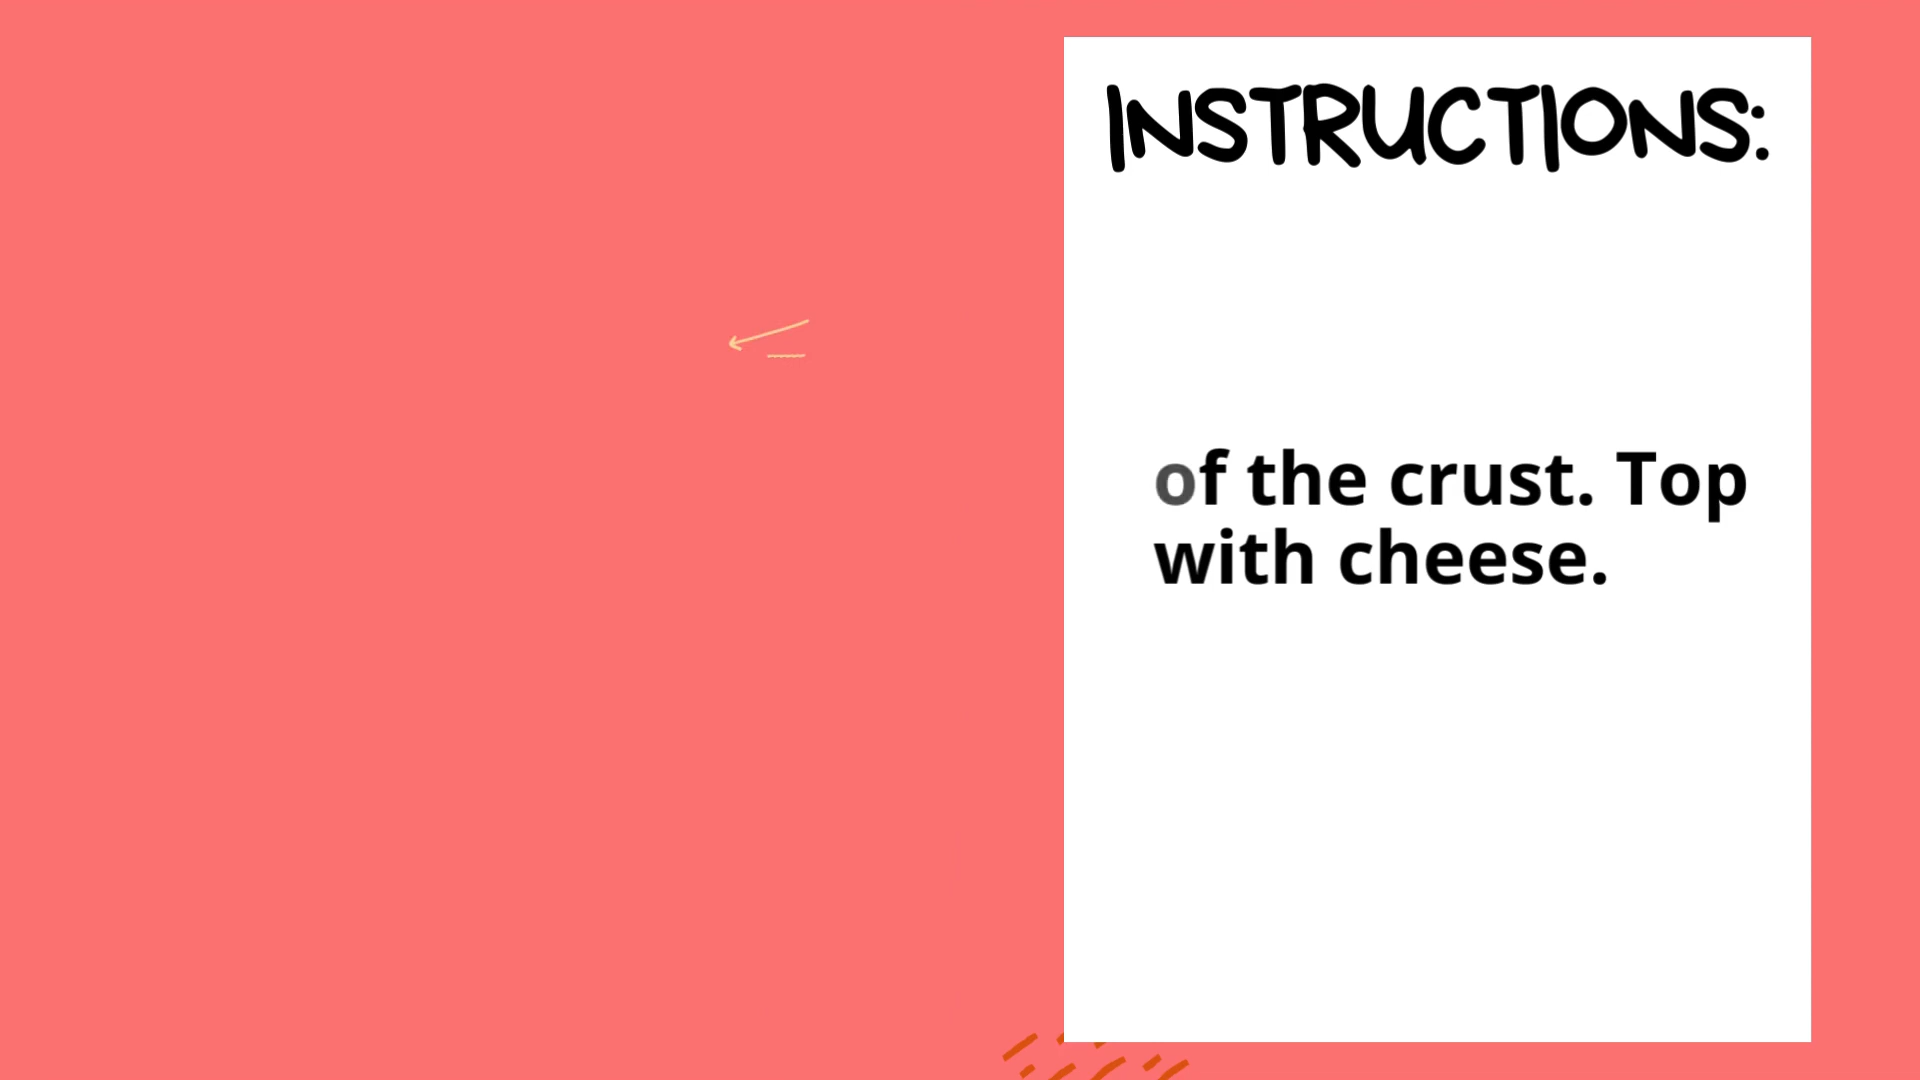 INSTRUCTIONS:
of the crust. Top
with cheese.